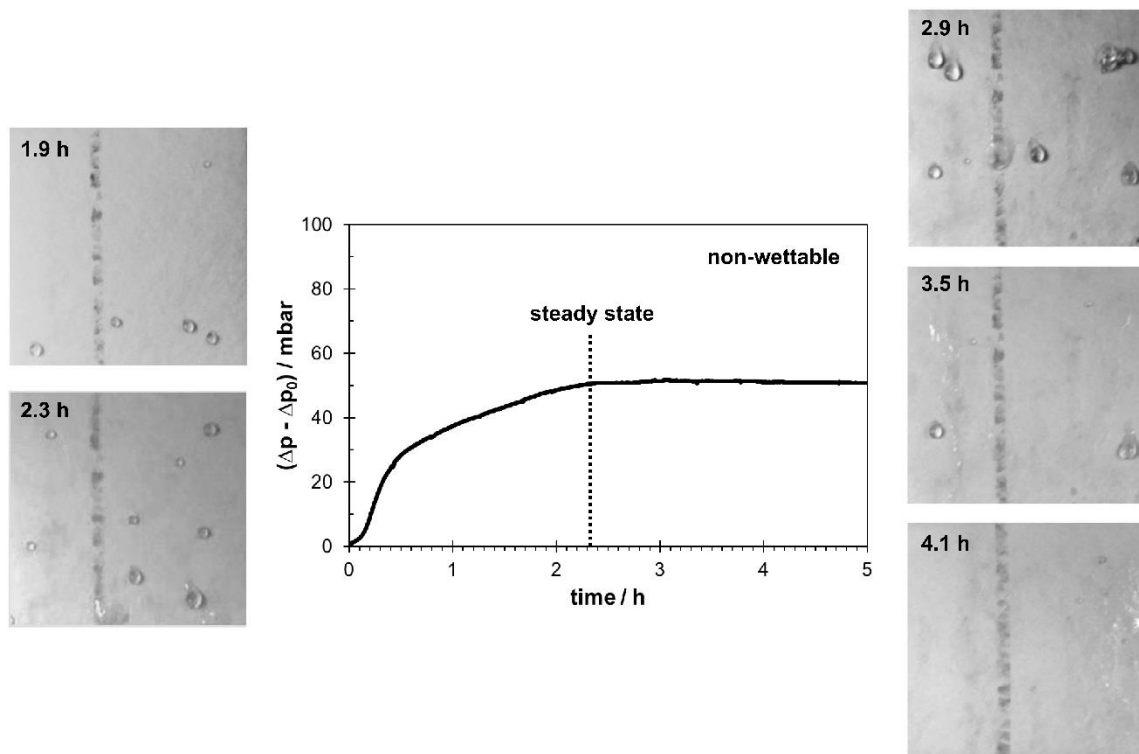 1.9 h
2.3 h
non-wettable
steady state
100
80
60
40
20
0
(Δp - Δp₀) / mbar
0 1 2 3 4 5
time / h
2.9 h
3.5 h
4.1 h